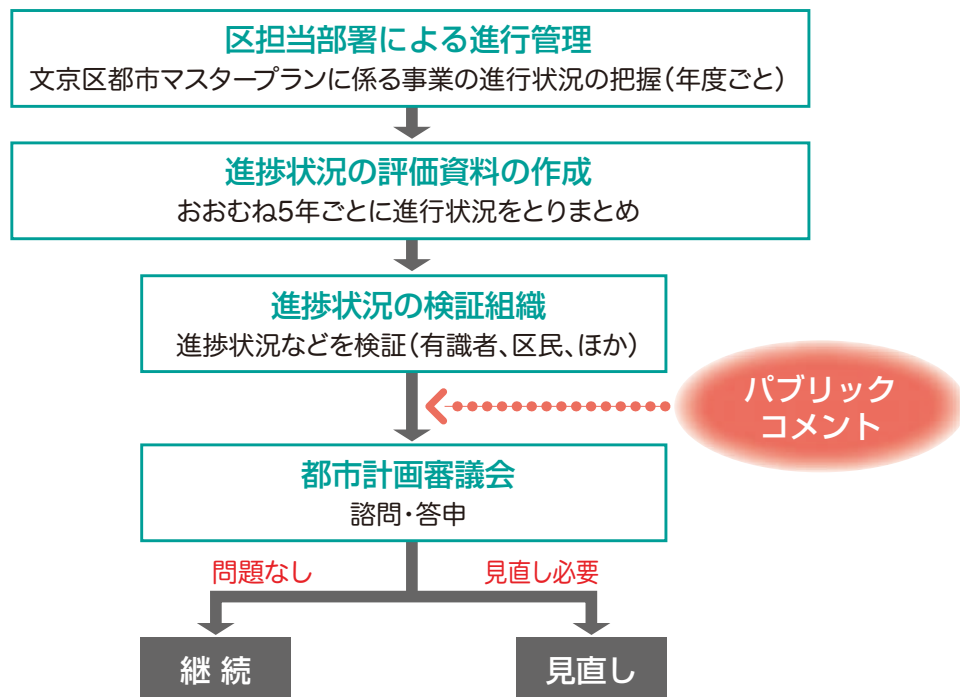 区担当部署による進行管理
文京区都市マスタープランに係る事業の進行状況の把握(年度ごと)
進捗状況の評価資料の作成
おおむね5年ごとに進行状況をとりまとめ
進捗状況の検証組織
進捗状況などを検証(有識者、区民、ほか)
パブリック
コメント
都市計画審議会
諮問・答申
問題なし
見直し必要
継 続
見直し